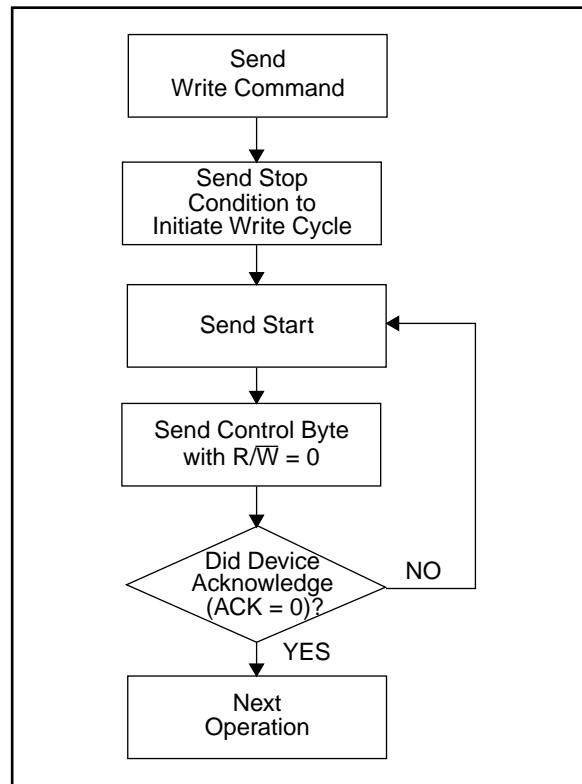 Send
Write Command
Send Stop
Condition to
Initiate Write Cycle
Send Start
Send Control Byte
with R/W̅ = 0
Did Device
Acknowledge
(ACK = 0)?
NO
YES
Next
Operation